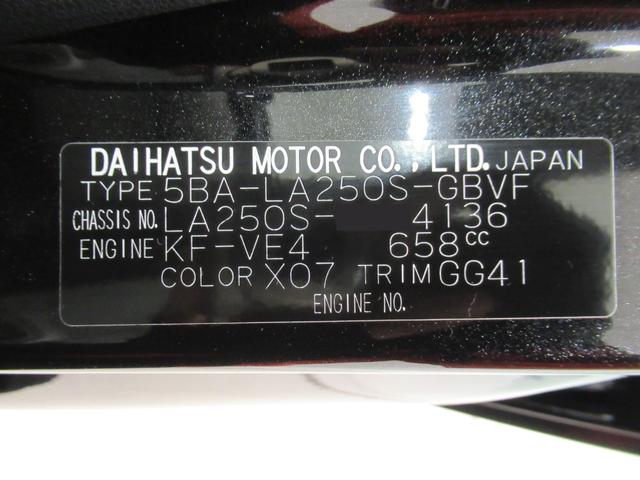 DAIHATSU MOTOR CO., LTD. JAPAN
TYPE 5BA-LA250S-GBVF
CHASSIS NO. LA250S- 4136
ENGINE KF-VE4 658cc
COLOR X07 TRIM GG41
ENGINE NO.